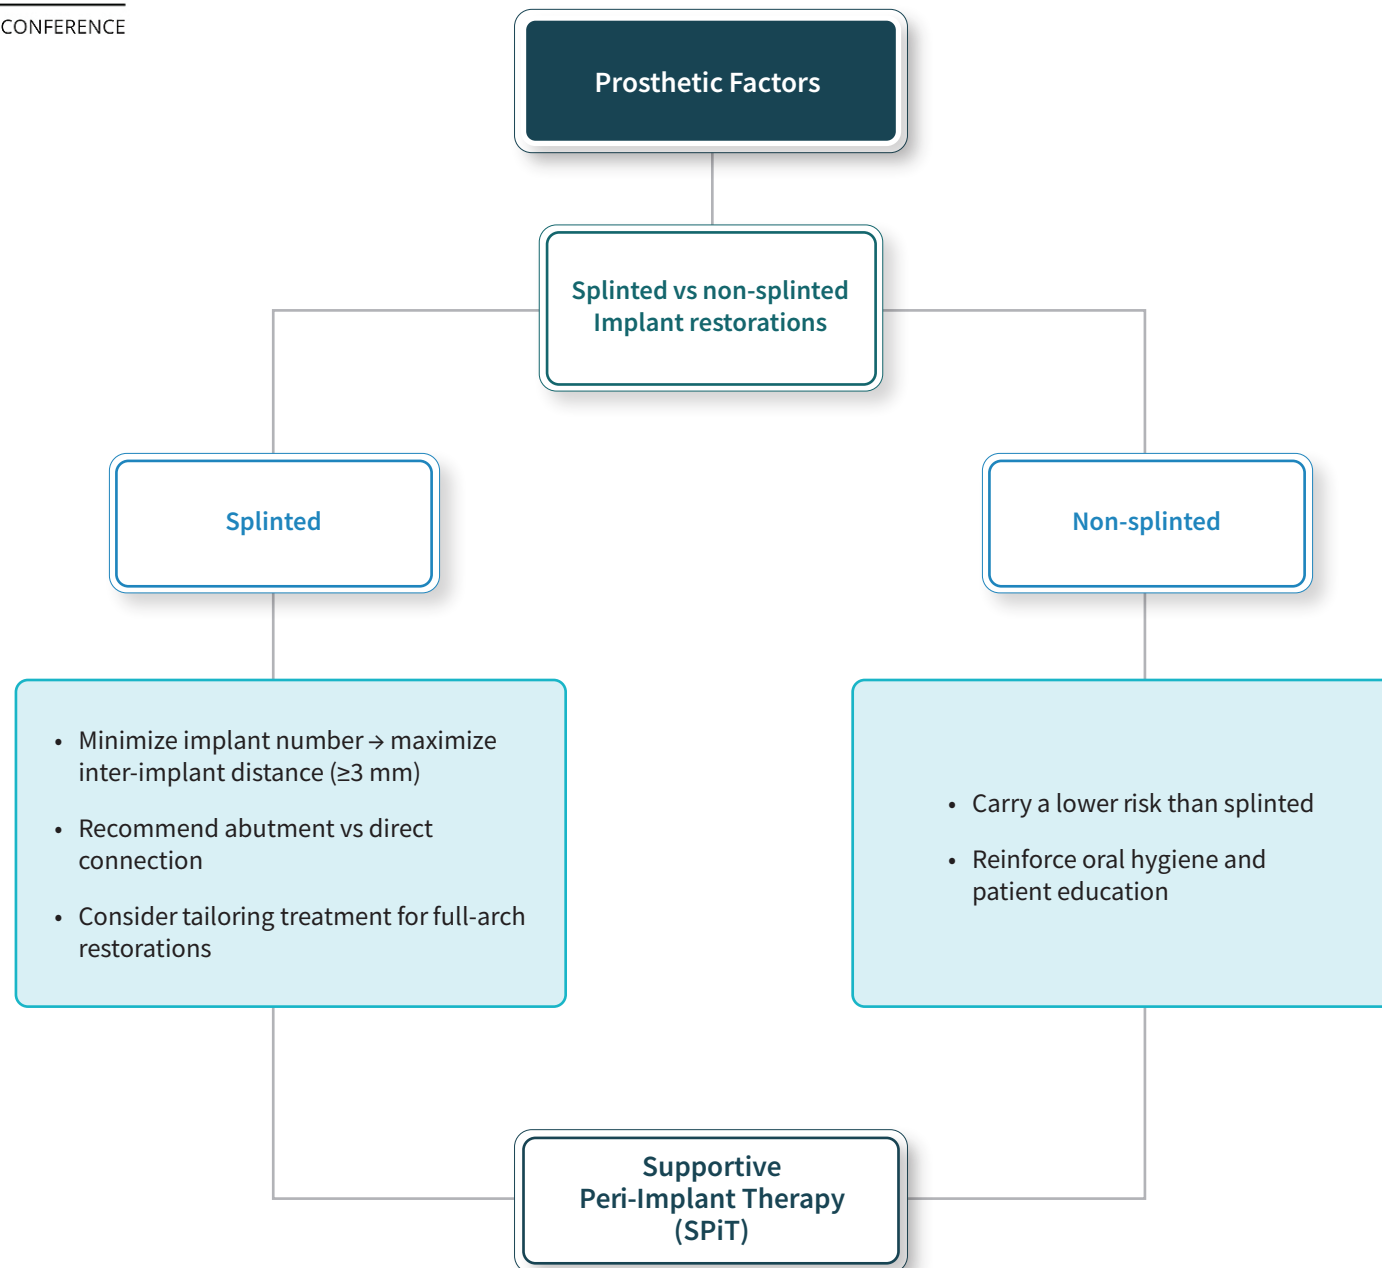 CONFERENCE
Prosthetic Factors
Splinted vs non-splinted
Implant restorations
Splinted
Non-splinted
• Minimize implant number → maximize
inter-implant distance (≥3 mm)
• Recommend abutment vs direct
connection
• Consider tailoring treatment for full-arch
restorations
• Carry a lower risk than splinted
• Reinforce oral hygiene and
patient education
Supportive
Peri-Implant Therapy
(SPiT)